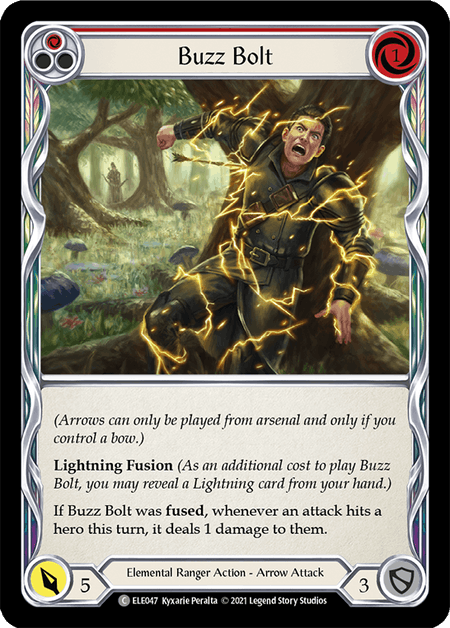 Buzz Bolt
1
(Arrows can only be played from arsenal and only if you
control a bow.)
Lightning Fusion (As an additional cost to play Buzz
Bolt, you may reveal a Lightning card from your hand.)
If Buzz Bolt was fused, whenever an attack hits a
hero this turn, it deals 1 damage to them.
5
Elemental Ranger Action - Arrow Attack
3
C ELE047 Kyxarie Peralta © 2021 Legend Story Studios